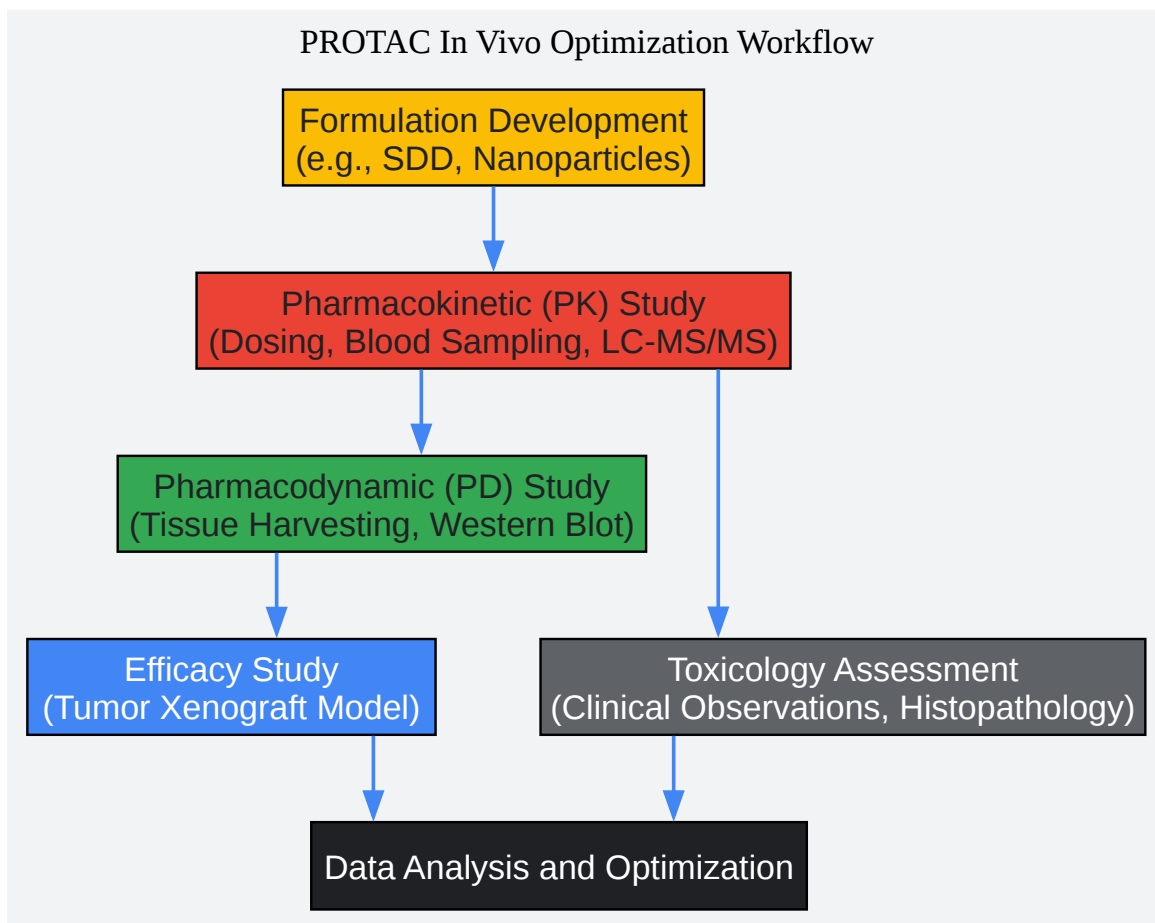 PROTAC In Vivo Optimization Workflow
Formulation Development
(e.g., SDD, Nanoparticles)
Pharmacokinetic (PK) Study
(Dosing, Blood Sampling, LC-MS/MS)
Pharmacodynamic (PD) Study
(Tissue Harvesting, Western Blot)
Efficacy Study
(Tumor Xenograft Model)
Toxicology Assessment
(Clinical Observations, Histopathology)
Data Analysis and Optimization